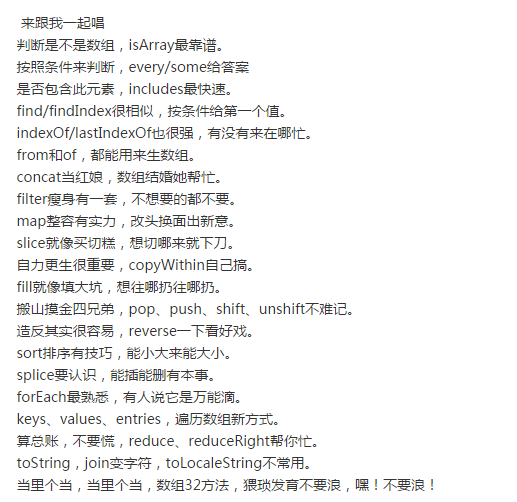 来跟我一起唱
判断是不是数组，isArray最靠谱。
按照条件来判断，every/some给答案
是否包含此元素，includes最快速。
find/findIndex很相似，按条件给第一个值。
indexOf/lastIndexOf也很强，有没有来在哪忙。
from和of，都能用来生数组。
concat当红娘，数组结婚她帮忙。
filter瘦身有一套，不想要的都不要。
map整容有实力，改头换面出新意。
slice就像买切糕，想切哪来就下刀。
自力更生很重要，copyWithin自己搞。
fill就像填大坑，想往哪扔往哪扔。
搬山摸金四兄弟，pop、push、shift、unshift不难记。
造反其实很容易，reverse一下看好戏。
sort排序有技巧，能小大来能大小。
splice要认识，能插能删有本事。
forEach最熟悉，有人说它是万能滴。
keys、values、entries，遍历数组新方式。
算总账，不要慌，reduce、reduceRight帮你忙。
toString，join变字符，toLocaleString不常用。
当里个当，当里个当，数组32方法，猥琐发育不要浪，嘿！不要浪！